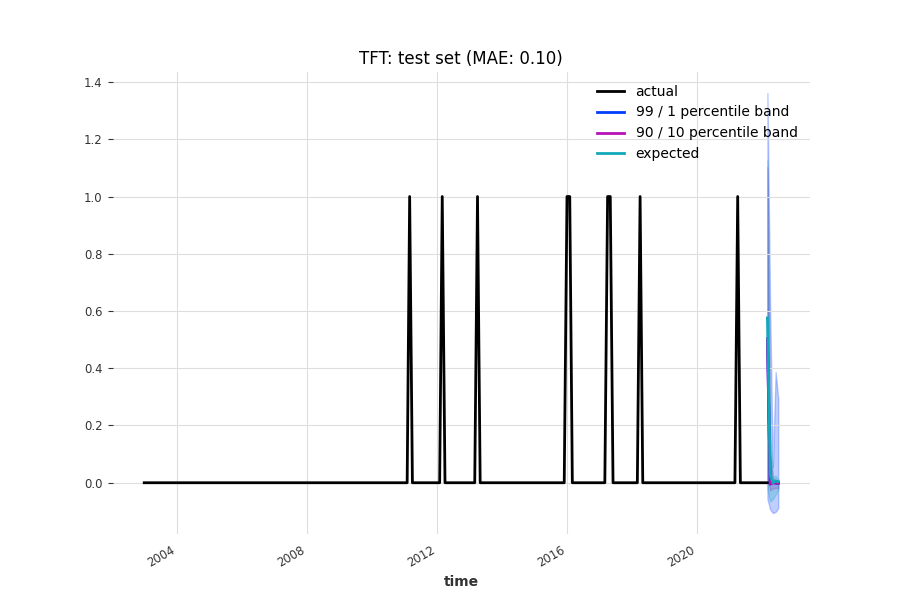 TFT: test set (MAE: 0.10)
actual
99 / 1 percentile band
90 / 10 percentile band
expected
1.4
1.2
1.0
0.8
0.6
0.4
0.2
0.0
2004
2008
2012
2016
2020
time